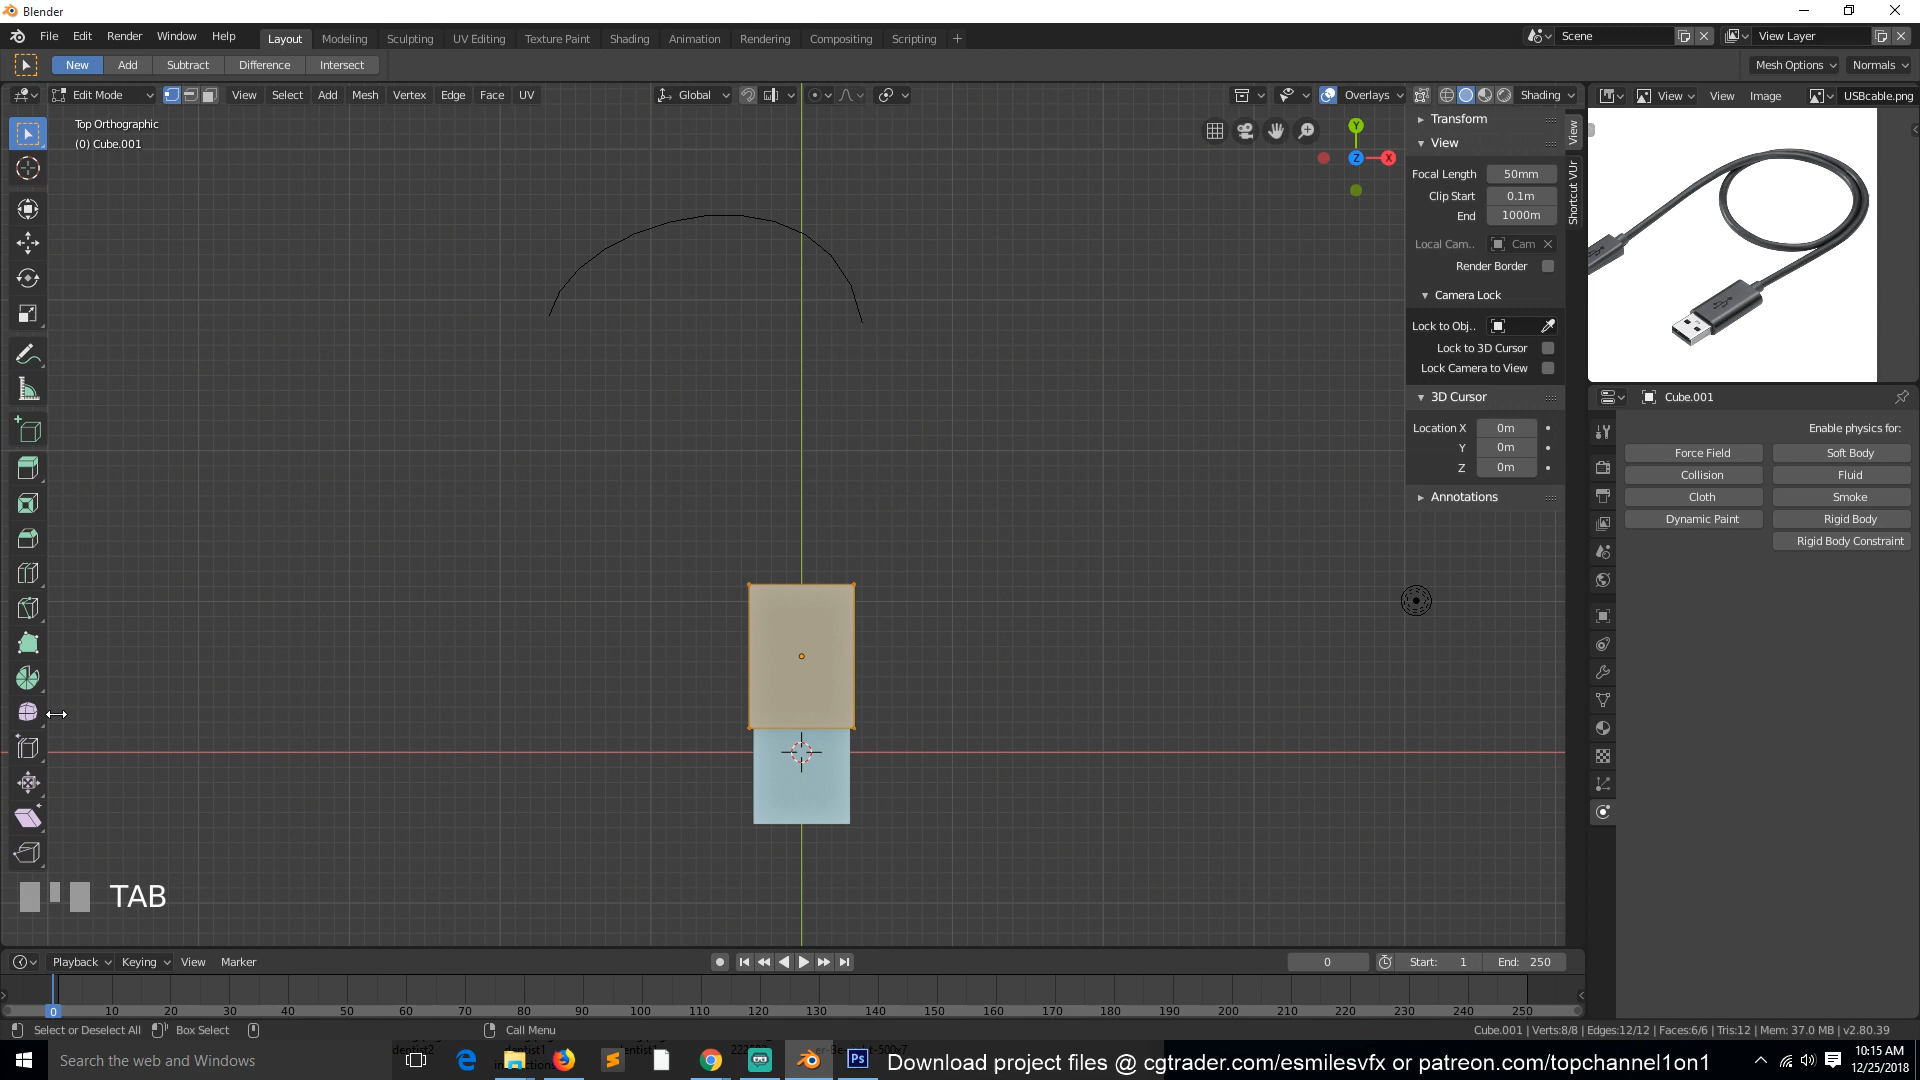 Blender
File Edit Render Window Help
Layout Modeling Sculpting UV Editing Texture Paint Shading Animation Rendering Compositing Scripting +
Scene View Layer
New Add Subtract Difference Intersect Mesh Options Normals
Edit Mode View Select Add Mesh Vertex Edge Face UV Global Overlays Shading
View View Image USBcable.png
Top Orthographic
(0) Cube.001
Y
Z X
Transform
View
Focal Length 50mm
Clip Start 0.1m
End 1000m
Local Cam.. Cam
Render Border
Camera Lock
Lock to Obj..
Lock to 3D Cursor
Lock Camera to View
3D Cursor
Location X 0m
Y 0m
Z 0m
Annotations
View
Shortcut VUr
Cube.001
Enable physics for:
Force Field Soft Body
Collision Fluid
Cloth Smoke
Dynamic Paint Rigid Body
Rigid Body Constraint
TAB
Playback Keying View Marker 0 Start: 1 End: 250
0 10 20 30 40 50 60 70 80 90 100 110 120 130 140 150 160 170 180 190 200 210 220 230 240 250
Select or Deselect All Box Select Call Menu Cube.001 | Verts:8/8 | Edges:12/12 | Faces:6/6 | Tris:12 | Mem: 37.0 MB | v2.80.39
Search the web and Windows
Ps
Download project files @ cgtrader.com/esmilesvfx or patreon.com/topchannel1on1
10:15 AM
12/25/2018